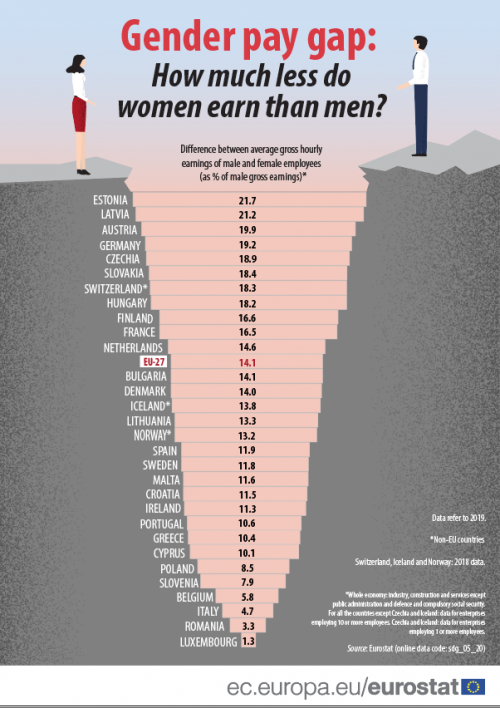 Gender pay gap:
How much less do
women earn than men?
Difference between average gross hourly
earnings of male and female employees
(as % of male gross earnings)*
ESTONIA 21.7
LATVIA 21.2
AUSTRIA 19.9
GERMANY 19.2
CZECHIA 18.9
SLOVAKIA 18.4
SWITZERLAND* 18.3
HUNGARY 18.2
FINLAND 16.6
FRANCE 16.5
NETHERLANDS 14.6
EU-27 14.1
BULGARIA 14.1
DENMARK 14.0
ICELAND* 13.8
LITHUANIA 13.3
NORWAY* 13.2
SPAIN 11.9
SWEDEN 11.8
MALTA 11.6
CROATIA 11.5
IRELAND 11.3
PORTUGAL 10.6
GREECE 10.4
CYPRUS 10.1
POLAND 8.5
SLOVENIA 7.9
BELGIUM 5.8
ITALY 4.7
ROMANIA 3.3
LUXEMBOURG 1.3
Data refer to 2019.
*Non-EU countries
Switzerland, Iceland and Norway: 2018 data.
*Whole economy: industry, construction and services except
public administration and defence and compulsory social security.
For all the countries except Czechia and Iceland: data for enterprises
employing 10 or more employees. Czechia and Iceland: data for enterprises
employing 1 or more employees.
Source: Eurostat (online data code: sdg_05_20)
ec.europa.eu/eurostat